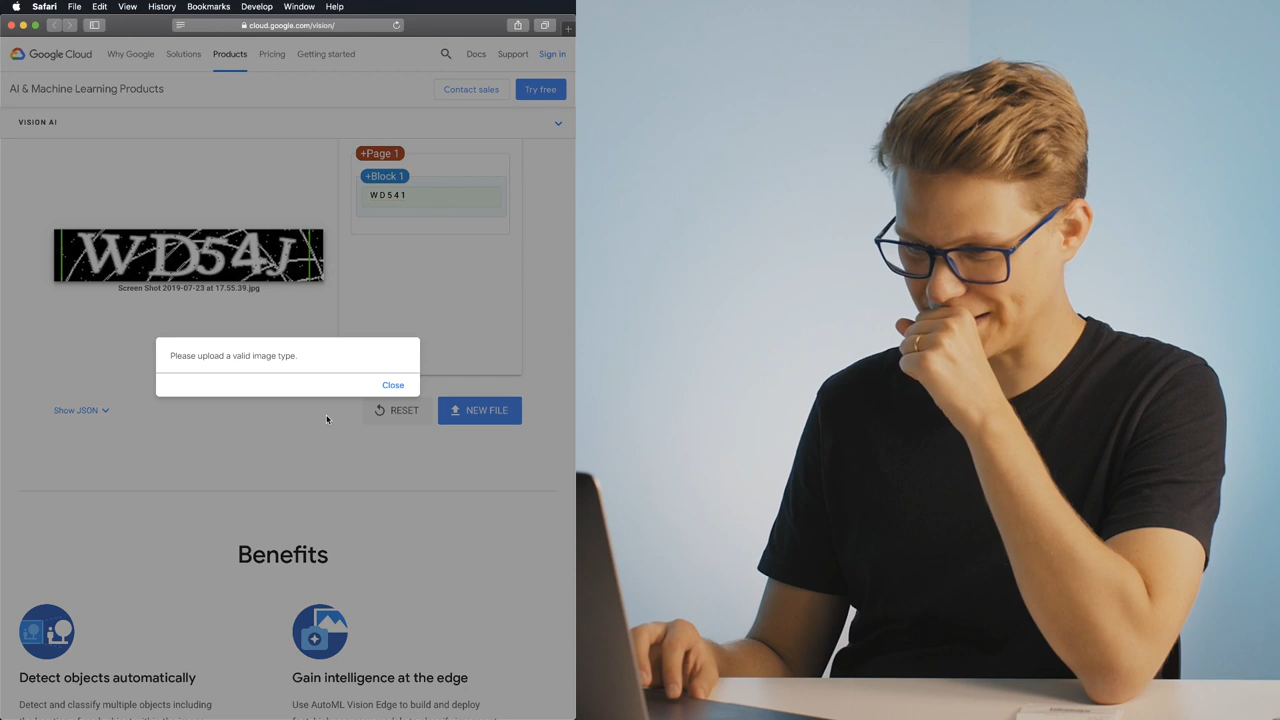 Safari File Edit View History Bookmarks Develop Window Help
cloud.google.com/vision/
Google Cloud Why Google Solutions Products Pricing Getting started Docs Support Sign in
AI & Machine Learning Products Contact sales Try free
VISION AI
+Page 1
+Block 1
WD541
WD54J
Screen Shot 2019-07-23 at 17.55.39.jpg
Please upload a valid image type.
Close
Show JSON RESET NEW FILE
Benefits
Detect objects automatically Gain intelligence at the edge
Detect and classify multiple objects including Use AutoML Vision Edge to build and deploy